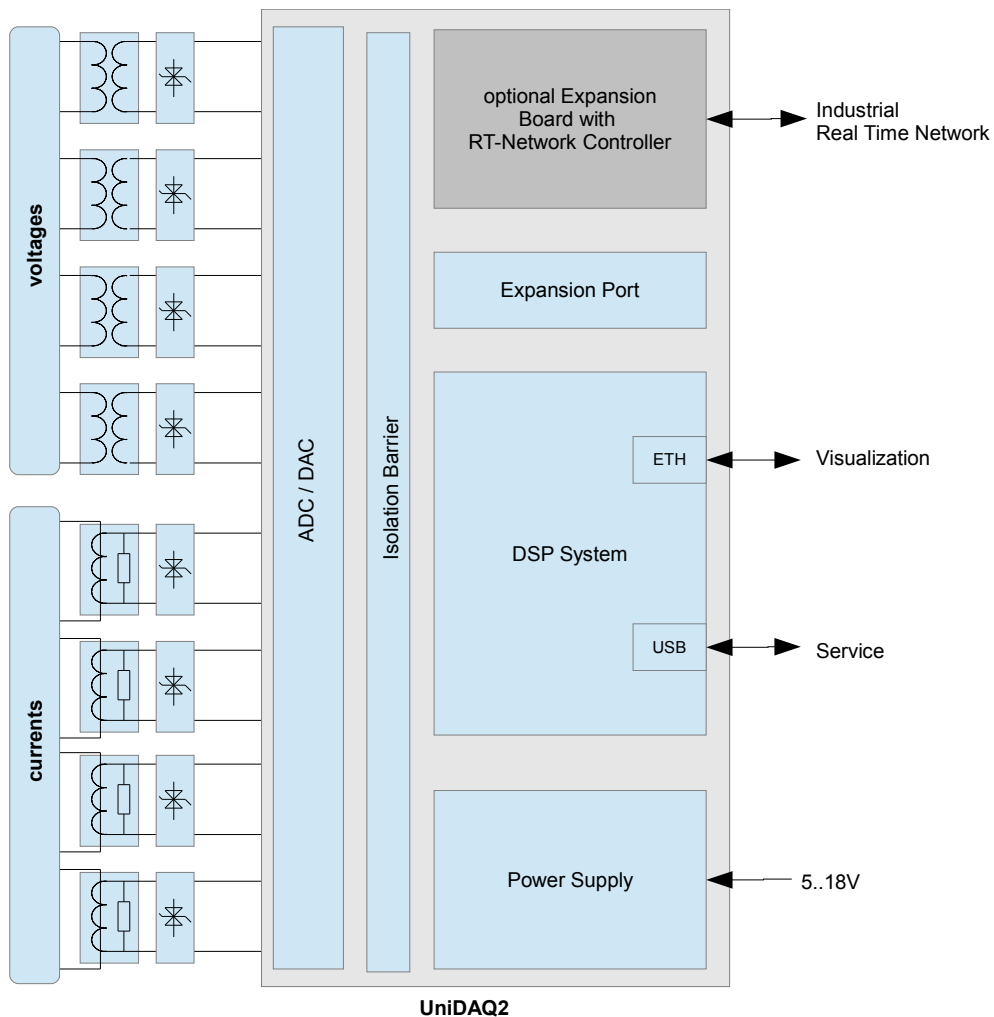 voltages
currents
ADC / DAC
Isolation Barrier
optional Expansion
Board with
RT-Network Controller
Industrial
Real Time Network
Expansion Port
ETH
Visualization
DSP System
USB
Service
Power Supply
5..18V
UniDAQ2